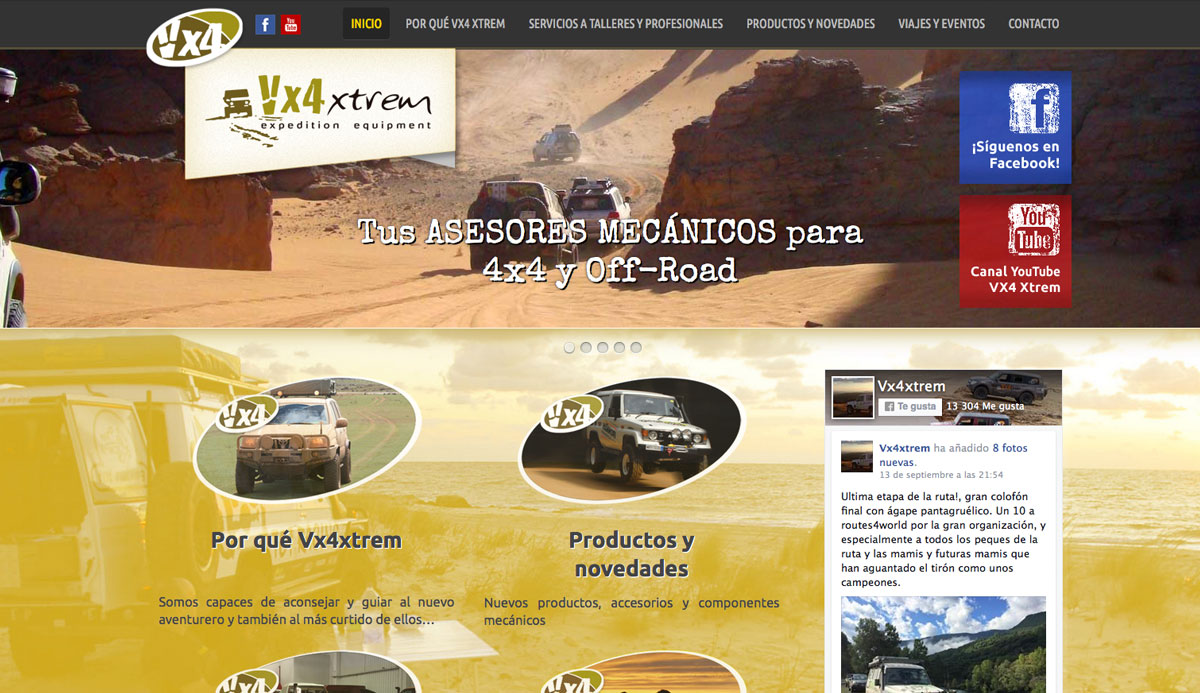 Vx4
f
You Tube
INICIO
POR QUÉ VX4 XTREM
SERVICIOS A TALLERES Y PROFESIONALES
PRODUCTOS Y NOVEDADES
VIAJES Y EVENTOS
CONTACTO
Vx4xtrem
expedition equipment
f
¡Síguenos en
Facebook!
You
Tube
Canal YouTube
VX4 Xtrem
Tus ASESORES MECÁNICOS para
4x4 y Off-Road
Vx4
Por qué Vx4xtrem
Somos capaces de aconsejar y guiar al nuevo
aventurero y también al más curtido de ellos...
Vx4
Productos y
novedades
Nuevos productos, accesorios y componentes
mecánicos
Vx4
Vx4
Vx4xtrem
f Te gusta
13 304 Me gusta
Vx4xtrem ha añadido 8 fotos
nuevas.
13 de septiembre a las 21:54
Ultima etapa de la ruta!, gran colofón
final con ágape pantagruélico. Un 10 a
routes4world por la gran organización, y
especialmente a todos los peques de la
ruta y las mamis y futuras mamis que
han aguantado el tirón como unos
campeones.